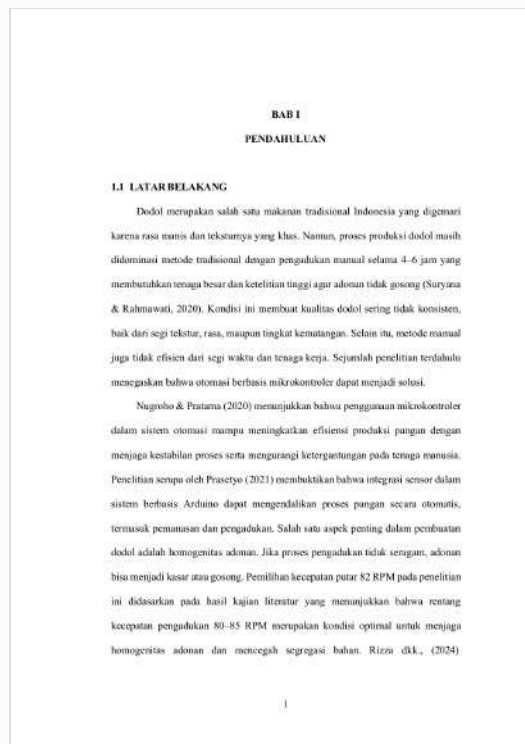 BAB I
PENDAHULUAN
1.1 LATAR BELAKANG
Dodol merupakan salah satu makanan tradisional Indonesia yang digemari
karena rasa manis dan teksturnya yang khas. Namun, proses produksi dodol masih
didominasi metode tradisional dengan pengadukan manual selama 4–6 jam yang
membutuhkan tenaga besar dan ketelitian tinggi agar adonan tidak gosong (Suryana
& Rahmawati, 2020). Kondisi ini membuat kualitas dodol sering tidak konsisten,
baik dari segi tekstur, rasa, maupun tingkat kematangan. Selain itu, metode manual
juga tidak efisien dari segi waktu dan tenaga kerja. Sejumlah penelitian terdahulu
menegaskan bahwa otomasi berbasis mikrokontroler dapat menjadi solusi.
Nugroho & Pratama (2020) menunjukkan bahwa penggunaan mikrokontroler
dalam sistem otomasi mampu meningkatkan efisiensi produksi pangan dengan
menjaga kestabilan proses serta mengurangi ketergantungan pada tenaga manusia.
Penelitian serupa oleh Prasetyo (2021) membuktikan bahwa integrasi sensor dalam
sistem berbasis Arduino dapat mengendalikan proses pangan secara otomatis,
termasuk pemanasan dan pengadukan. Salah satu aspek penting dalam pembuatan
dodol adalah homogenitas adonan. Jika proses pengadukan tidak seragam, adonan
bisa menjadi kasar atau gosong. Pemilihan kecepatan putar 82 RPM pada penelitian
ini didasarkan pada hasil kajian literatur yang menunjukkan bahwa rentang
kecepatan pengadukan 80–85 RPM merupakan kondisi optimal untuk menjaga
homogenitas adonan dan mencegah segregasi bahan. Rizza dkk., (2024)
1